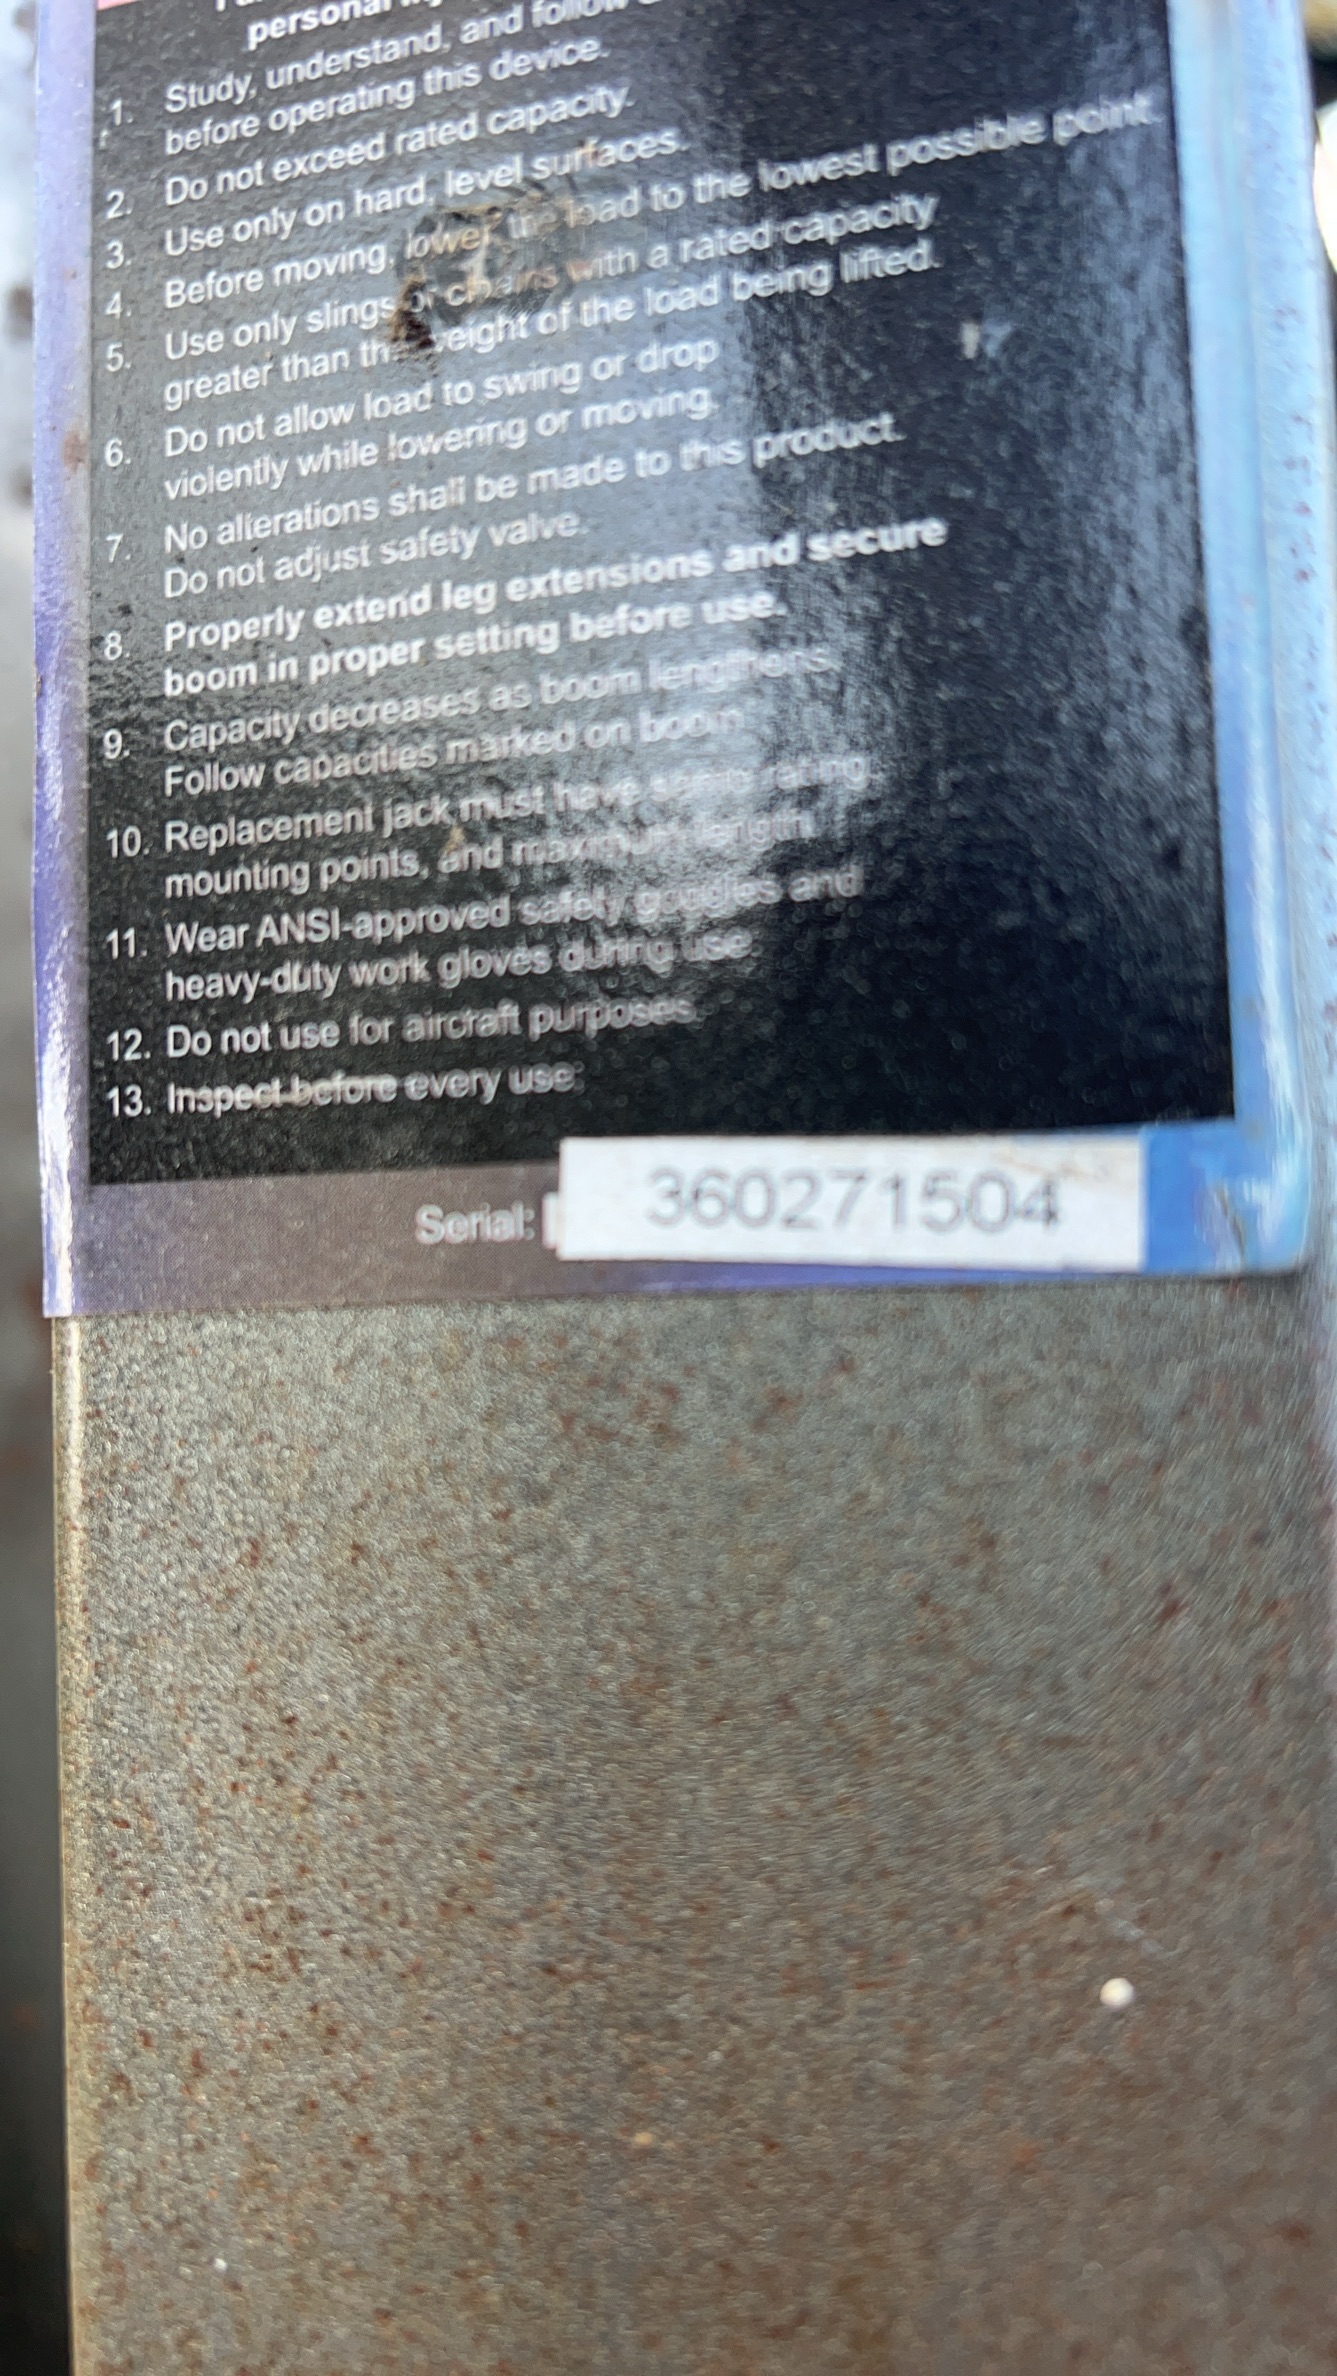 personal
1. Study, understand, and follow
before operating this device.
2. Do not exceed rated capacity.
3. Use only on hard, level surfaces.
4. Before moving, lower the load to the lowest possible point.
5. Use only slings or chains with a rated capacity
greater than the weight of the load being lifted.
6. Do not allow load to swing or drop
violently while lowering or moving.
7. No alterations shall be made to this product.
Do not adjust safety valve.
8. Properly extend leg extensions and secure
boom in proper setting before use.
9. Capacity decreases as boom lengthens.
Follow capacities marked on boom.
10. Replacement jack must have same rating,
mounting points, and maximum length.
11. Wear ANSI-approved safety goggles and
heavy-duty work gloves during use.
12. Do not use for aircraft purposes.
13. Inspect before every use.
Serial: 360271504